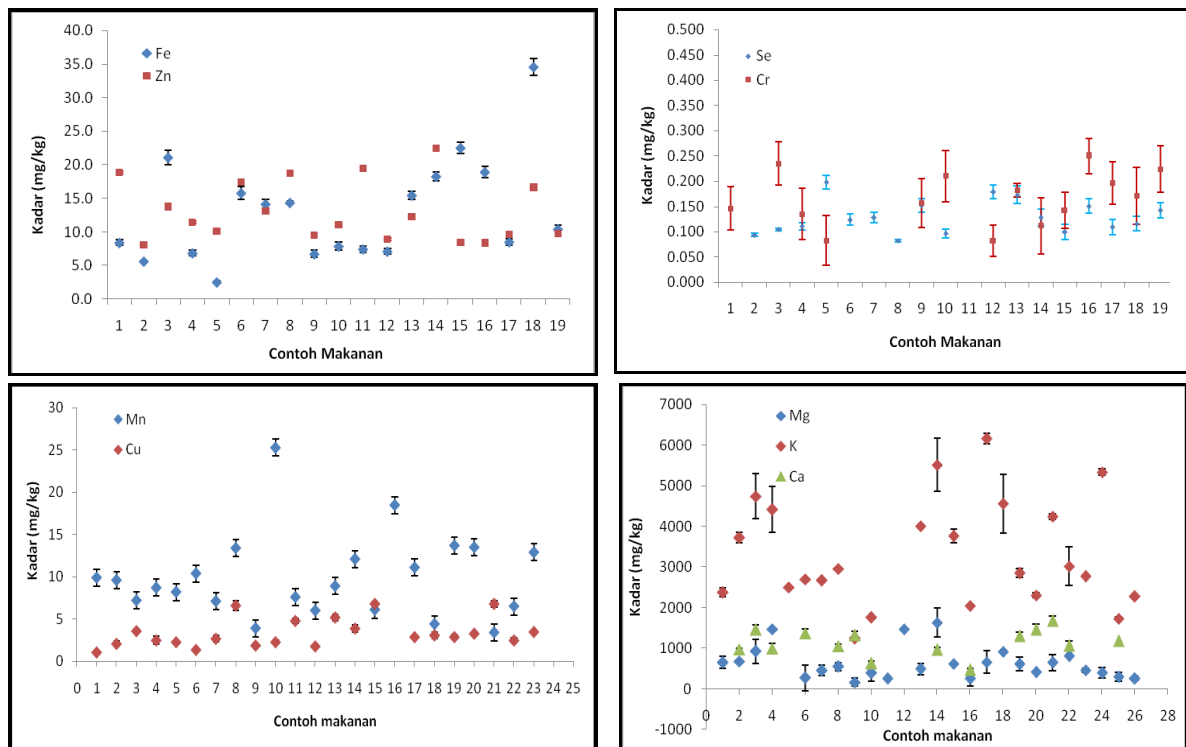 40.0
35.0
30.0
25.0
20.0
15.0
10.0
5.0
0.0
Kadar (mg/kg)
Fe
Zn
1 2 3 4 5 6 7 8 9 10 11 12 13 14 15 16 17 18 19
Contoh Makanan
0.500
0.450
0.400
0.350
0.300
0.250
0.200
0.150
0.100
0.050
0.000
Kadar (mg/kg)
Se
Cr
1 2 3 4 5 6 7 8 9 10 11 12 13 14 15 16 17 18 19
Contoh Makanan
30
25
20
15
10
5
0
Kadar (mg/kg)
Mn
Cu
0 1 2 3 4 5 6 7 8 9 10 11 12 13 14 15 16 17 18 19 20 21 22 23 24 25
Contoh makanan
7000
6000
5000
4000
3000
2000
1000
0
-1000
Kadar (mg/kg)
Mg
K
Ca
0 2 4 6 8 10 12 14 16 18 20 22 24 26 28
Contoh makanan